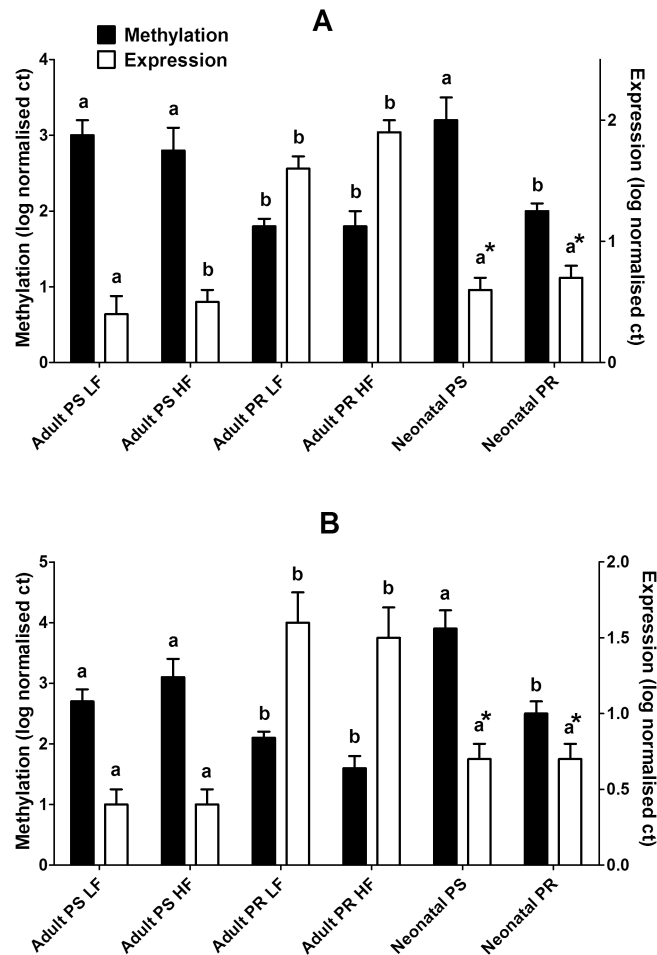 A
Methylation
Expression
Methylation (log normalised ct)
Expression (log normalised ct)
4
3
2
1
0
2
1
0
a
a
a
b
b
b
b
b
a
a*
b
a*
Adult PS LF
Adult PS HF
Adult PR LF
Adult PR HF
Neonatal PS
Neonatal PR
B
Methylation (log normalised ct)
Expression (log normalised ct)
5
4
3
2
1
0
2.0
1.5
1.0
0.5
0.0
a
a
a
a
b
b
b
b
a
a*
b
a*
Adult PS LF
Adult PS HF
Adult PR LF
Adult PR HF
Neonatal PS
Neonatal PR